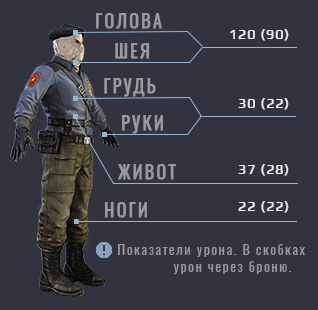 ГОЛОВА
120 (90)
ШЕЯ
ГРУДЬ
30 (22)
РУКИ
ЖИВОТ
37 (28)
НОГИ
22 (22)
! Показатели урона. В скобках
урон через броню.